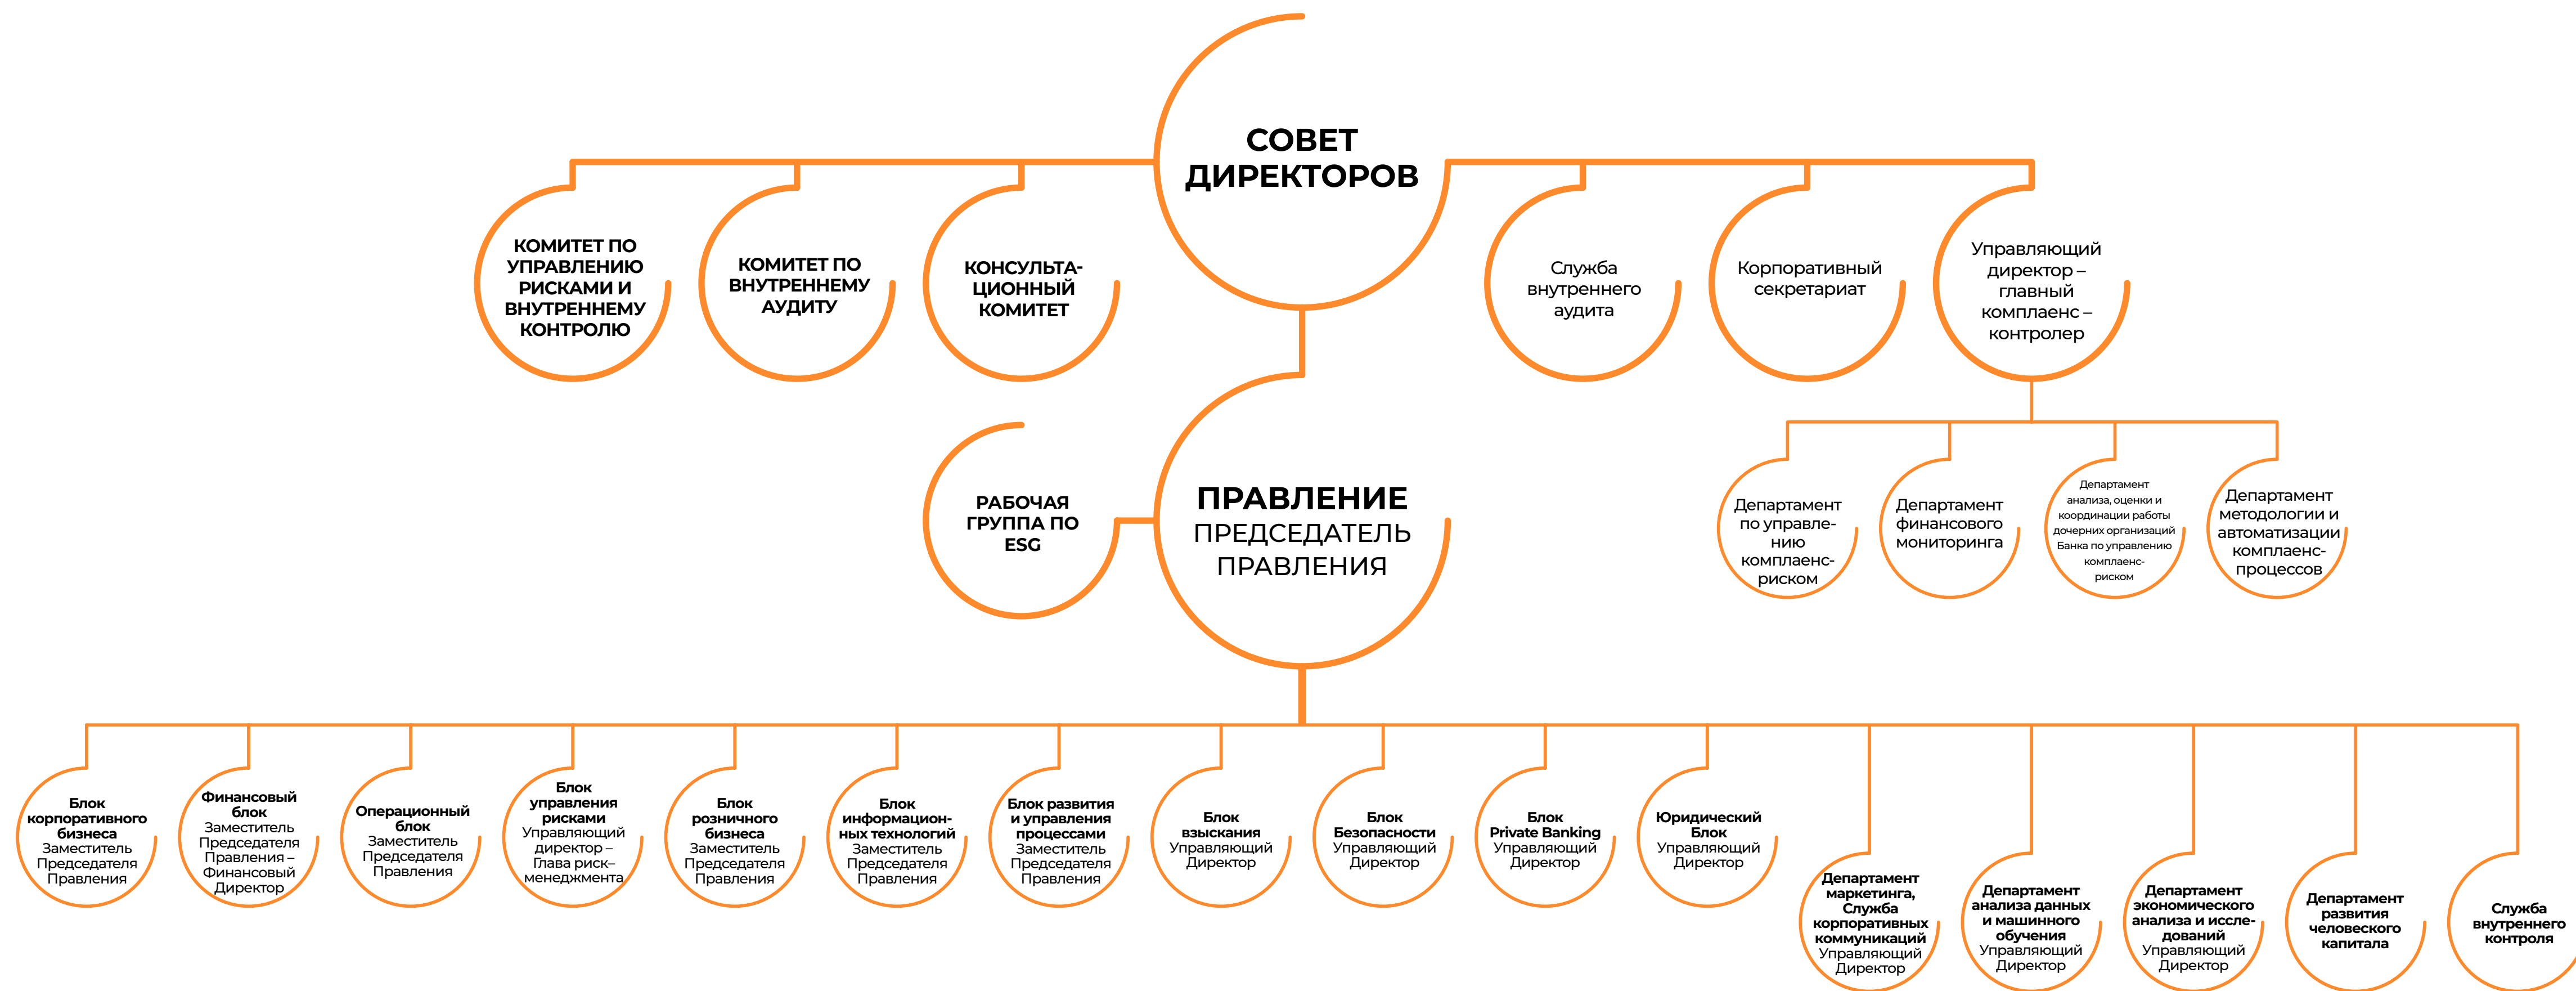 СОВЕТ
ДИРЕКТОРОВ
КОМИТЕТ ПО
УПРАВЛЕНИЮ
РИСКАМИ И
ВНУТРЕННЕМУ
КОНТРОЛЮ
КОМИТЕТ ПО
ВНУТРЕННЕМУ
АУДИТУ
КОНСУЛЬТА-
ЦИОННЫЙ
КОМИТЕТ
Служба
внутреннего
аудита
Корпоративный
секретариат
Управляющий
директор –
главный
комплаенс –
контролер
РАБОЧАЯ
ГРУППА ПО
ESG
ПРАВЛЕНИЕ
ПРЕДСЕДАТЕЛЬ
ПРАВЛЕНИЯ
Департамент
по управле-
нию
комплаенс-
риском
Департамент
финансового
мониторинга
Департамент
анализа, оценки и
координации работы
дочерних организаций
Банка по управлению
комплаенс-
риском
Департамент
методологии и
автоматизации
комплаенс-
процессов
Блок
корпоративного
бизнеса
Заместитель
Председателя
Правления
Финансовый
блок
Заместитель
Председателя
Правления –
Финансовый
Директор
Операционный
блок
Заместитель
Председателя
Правления
Блок
управления
рисками
Управляющий
директор –
Глава риск–
менеджмента
Блок
розничного
бизнеса
Заместитель
Председателя
Правления
Блок
информацион-
ных технологий
Заместитель
Председателя
Правления
Блок развития
и управления
процессами
Заместитель
Председателя
Правления
Блок
взыскания
Управляющий
Директор
Блок
Безопасности
Управляющий
Директор
Блок
Private Banking
Управляющий
Директор
Юридический
Блок
Управляющий
Директор
Департамент
маркетинга,
Служба
корпоративных
коммуникаций
Управляющий
Директор
Департамент
анализа данных
и машинного
обучения
Управляющий
Директор
Департамент
экономического
анализа и иссле-
дований
Управляющий
Директор
Департамент
развития
человеского
капитала
Служба
внутреннего
контроля